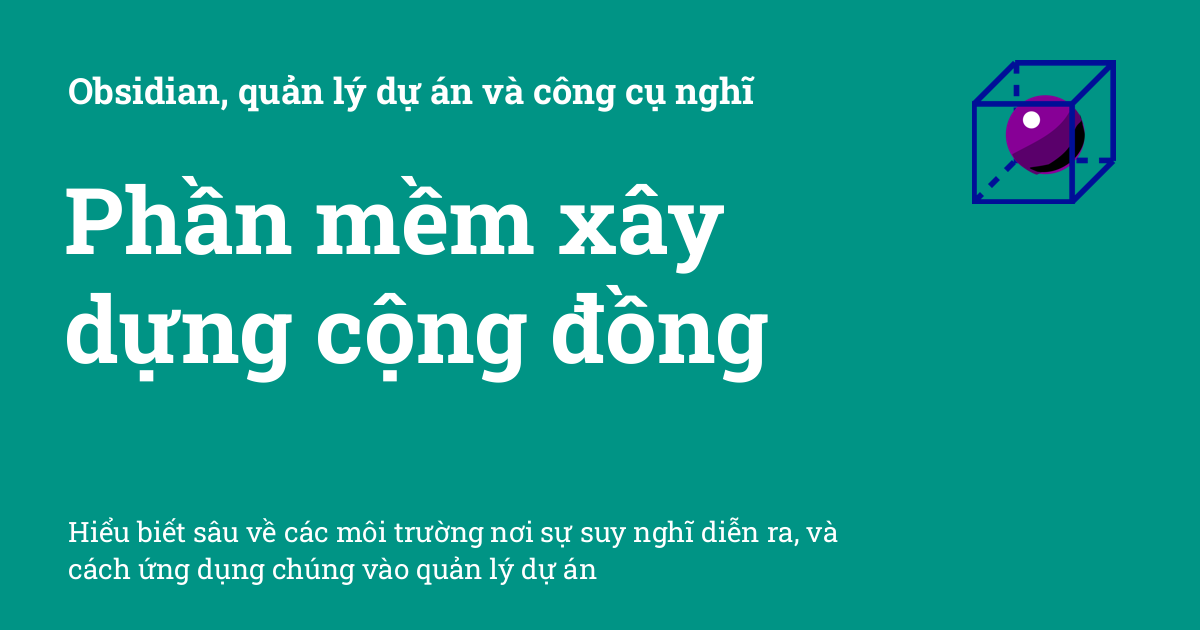 Obsidian, quản lý dự án và công cụ nghĩ
Phần mềm xây
dựng cộng đồng
Hiểu biết sâu về các môi trường nơi sự suy nghĩ diễn ra, và
cách ứng dụng chúng vào quản lý dự án